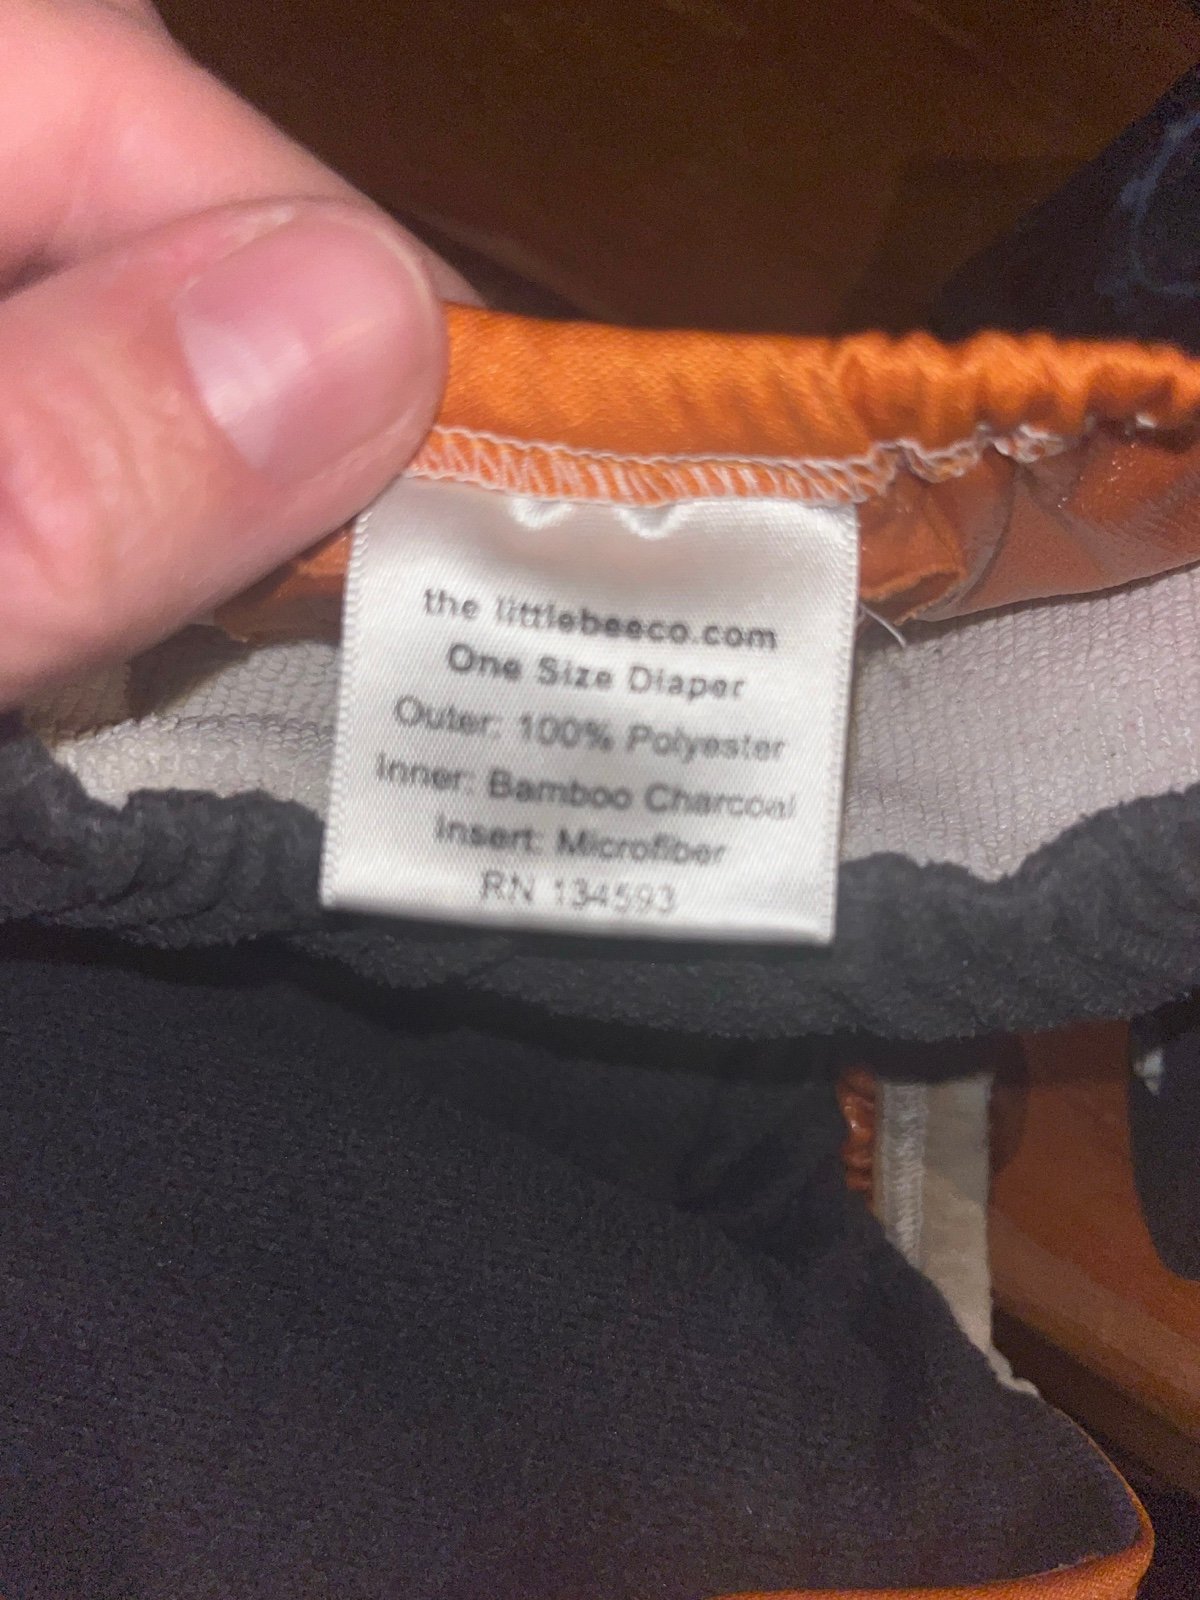 the littlebeeco.com
One Size Diaper
Outer: 100% Polyester
Inner: Bamboo Charcoal
Insert: Microfiber
RN 134593